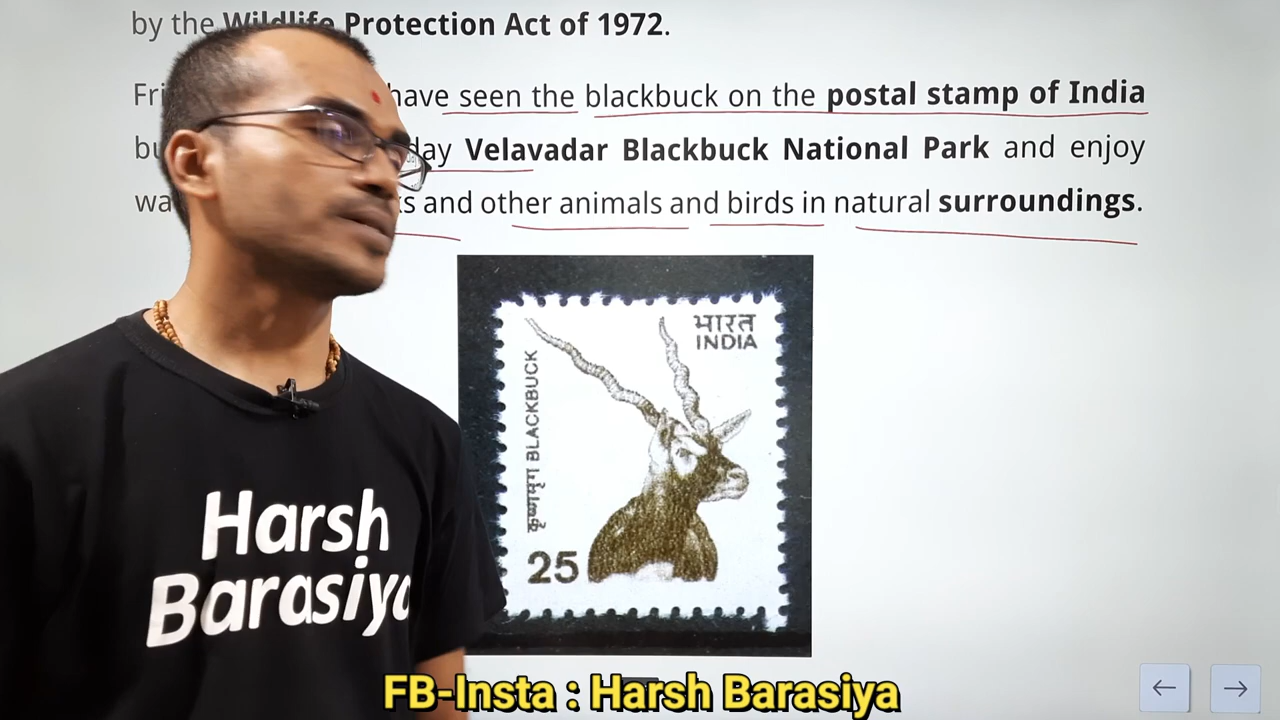 by the Wildlife Protection Act of 1972.
Fri have seen the blackbuck on the postal stamp of India
bu day Velavadar Blackbuck National Park and enjoy
wa ks and other animals and birds in natural surroundings.
भारत
INDIA
कृष्णमृग BLACKBUCK
25
Harsh
Barasiya
FB-Insta : Harsh Barasiya